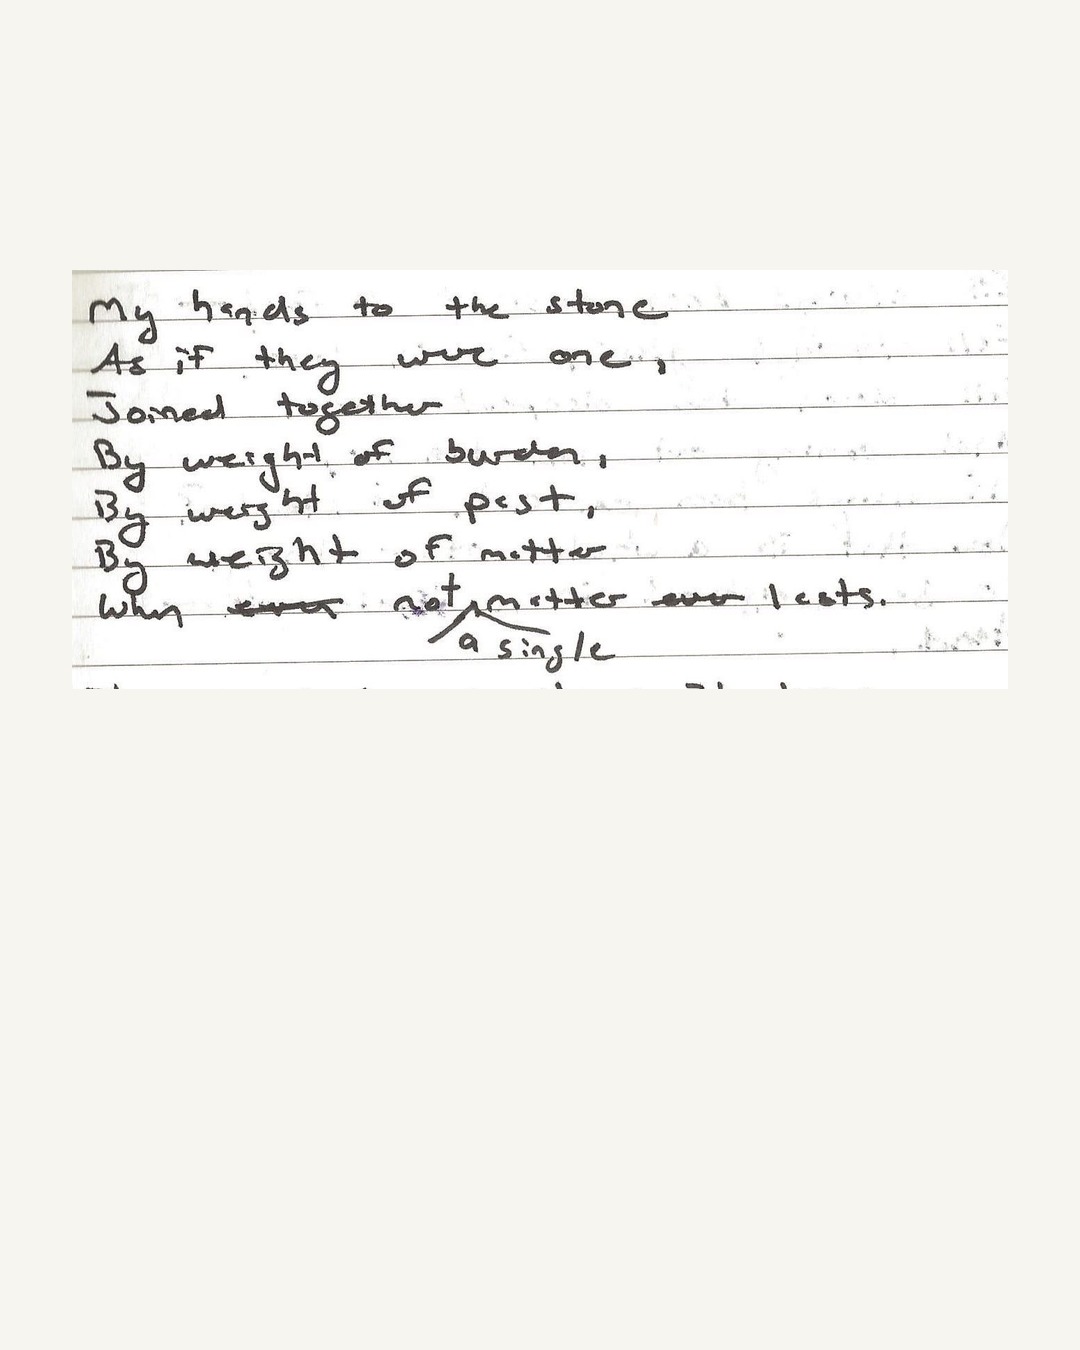 My hands to the stone
As if they were one,
Joined together
By weight of burden,
By weight of past,
By weight of matter
When not matter lasts.
a single